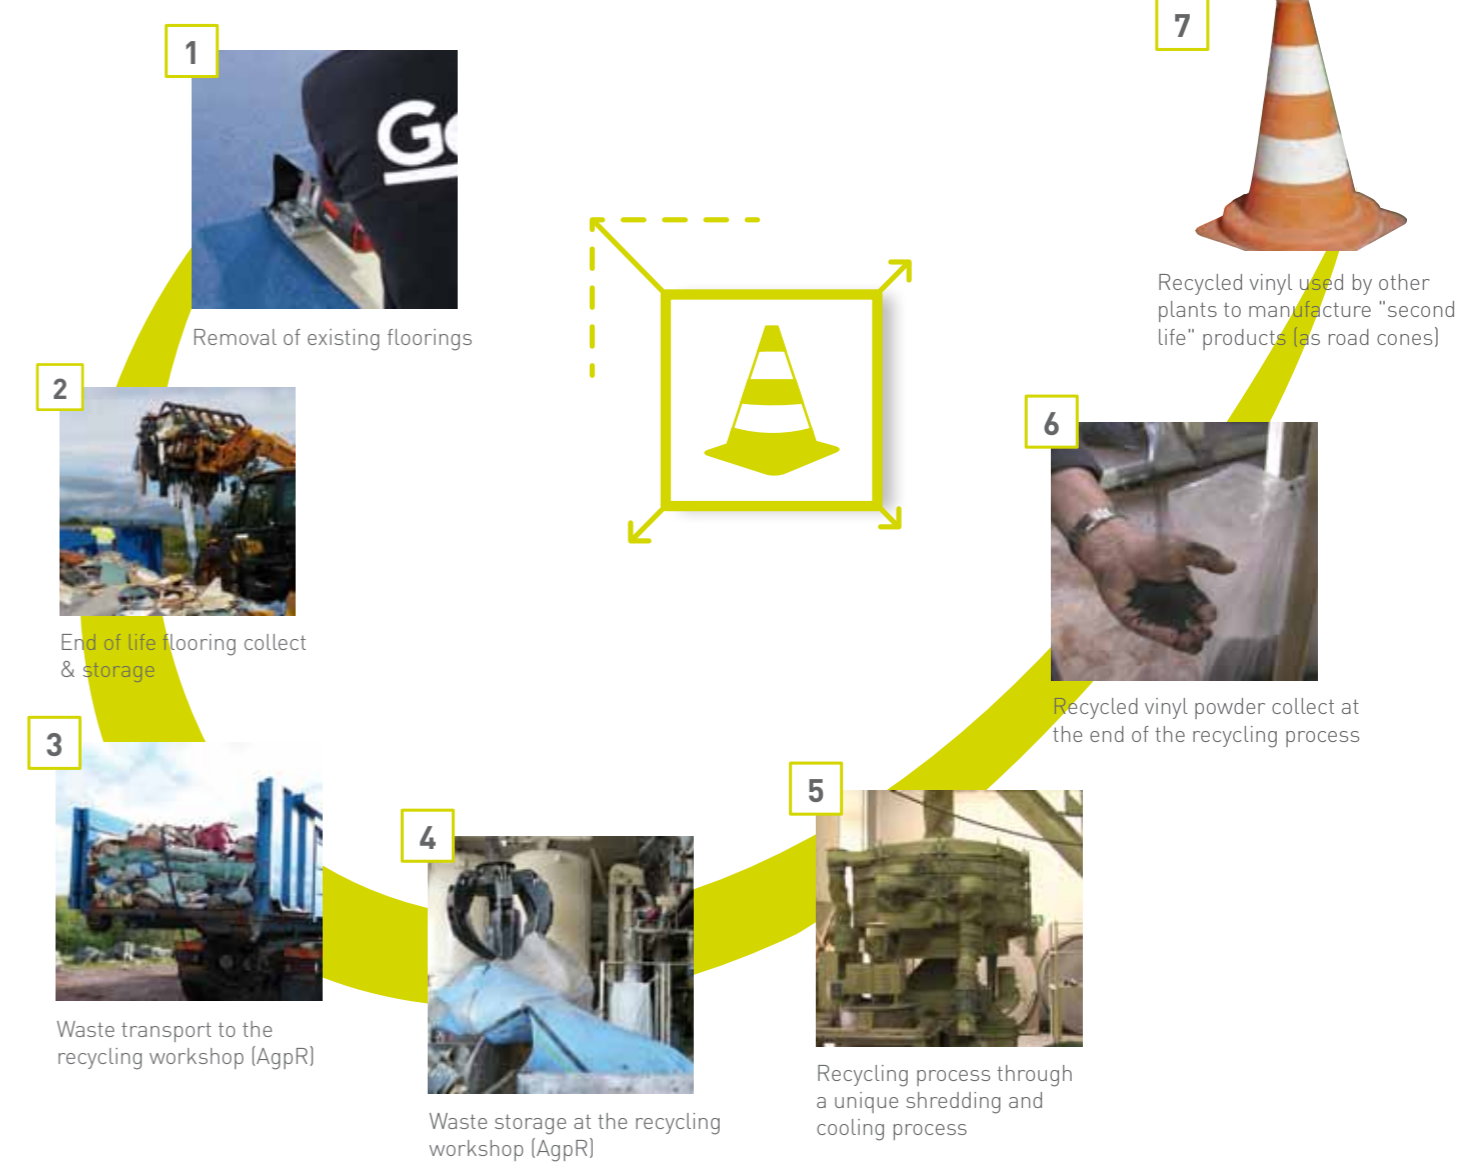 1
Ge
Removal of existing floorings
2
End of life flooring collect
& storage
3
Waste transport to the
recycling workshop (AgpR)
4
Waste storage at the recycling
workshop (AgpR)
5
Recycling process through
a unique shredding and
cooling process
6
Recycled vinyl powder collect at
the end of the recycling process
7
Recycled vinyl used by other
plants to manufacture "second
life" products (as road cones)